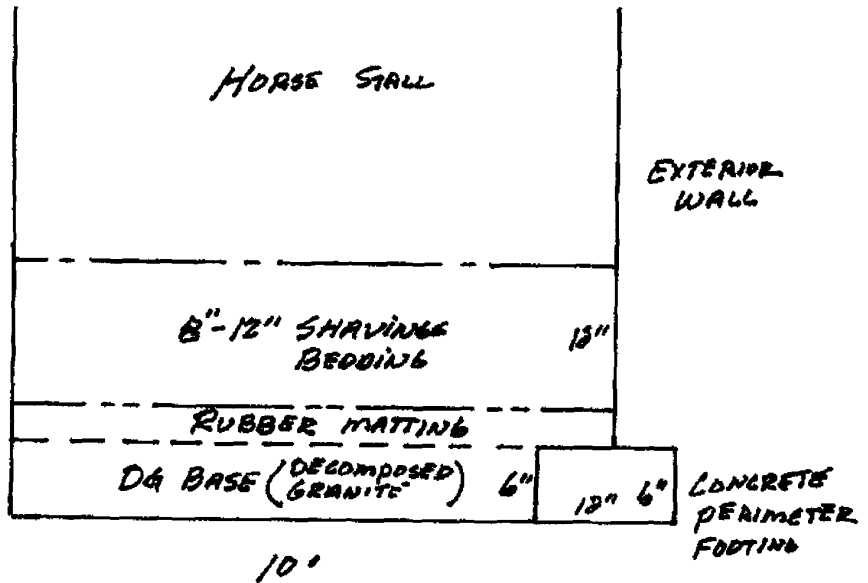 HORSE STALL
EXTERIOR
WALL
8"-12" SHAVINGS
BEDDING
12"
RUBBER MATTING
DG BASE (DECOMPOSED
GRANITE) 6"
12" 6"
CONCRETE
PERIMETER
FOOTING
10'